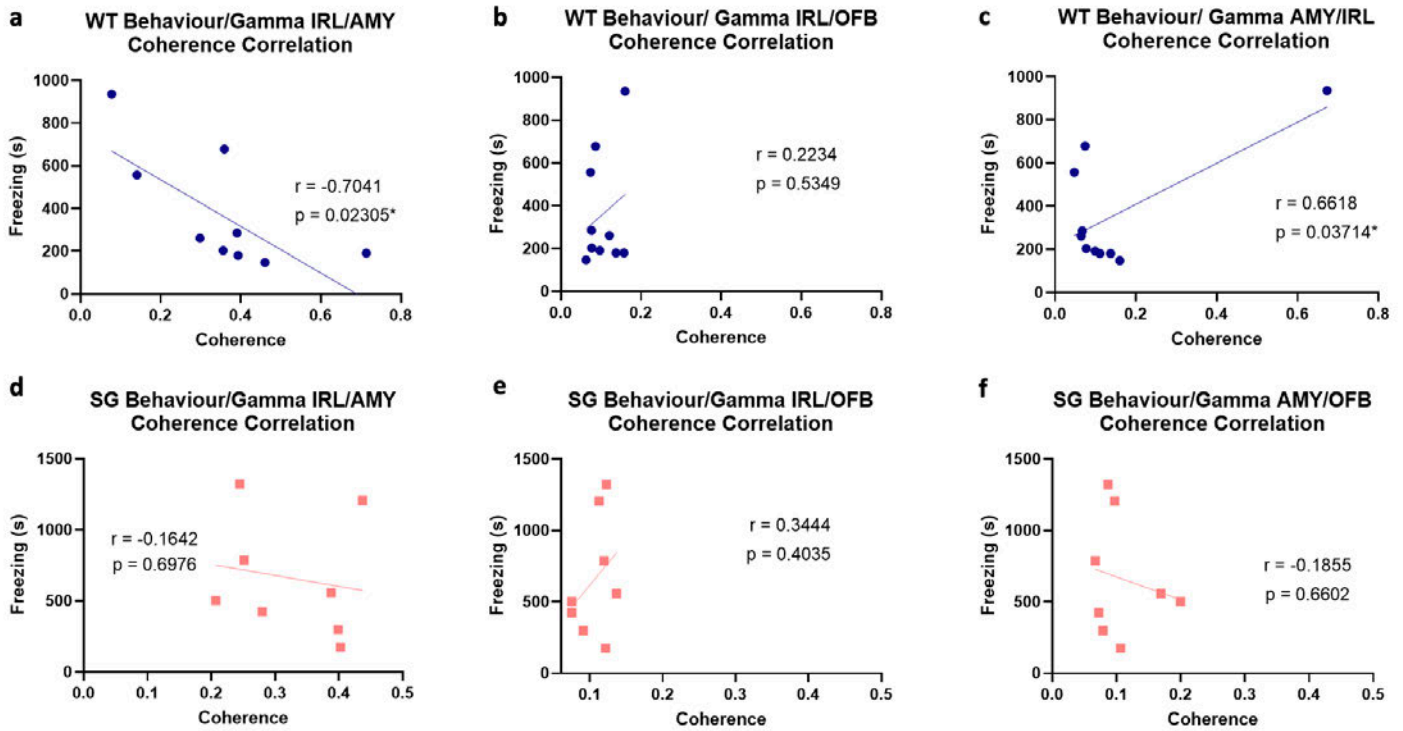 a
WT Behaviour/Gamma IRL/AMY
Coherence Correlation
1000
800
600
400
200
0
Freezing (s)
r = -0.7041
p = 0.02305*
0.0 0.2 0.4 0.6 0.8
Coherence
b
WT Behaviour/ Gamma IRL/OFB
Coherence Correlation
1000
800
600
400
200
0
Freezing (s)
r = 0.2234
p = 0.5349
0.0 0.2 0.4 0.6 0.8
Coherence
c
WT Behaviour/ Gamma AMY/IRL
Coherence Correlation
1000
800
600
400
200
0
Freezing (s)
r = 0.6618
p = 0.03714*
0.0 0.2 0.4 0.6 0.8
Coherence
d
SG Behaviour/Gamma IRL/AMY
Coherence Correlation
1500
1000
500
0
Freezing (s)
r = -0.1642
p = 0.6976
0.0 0.1 0.2 0.3 0.4 0.5
Coherence
e
SG Behaviour/Gamma IRL/OFB
Coherence Correlation
1500
1000
500
0
Freezing (s)
r = 0.3444
p = 0.4035
0.1 0.2 0.3 0.4 0.5
Coherence
f
SG Behaviour/Gamma AMY/OFB
Coherence Correlation
1500
1000
500
0
Freezing (s)
r = -0.1855
p = 0.6602
0.0 0.1 0.2 0.3 0.4 0.5
Coherence